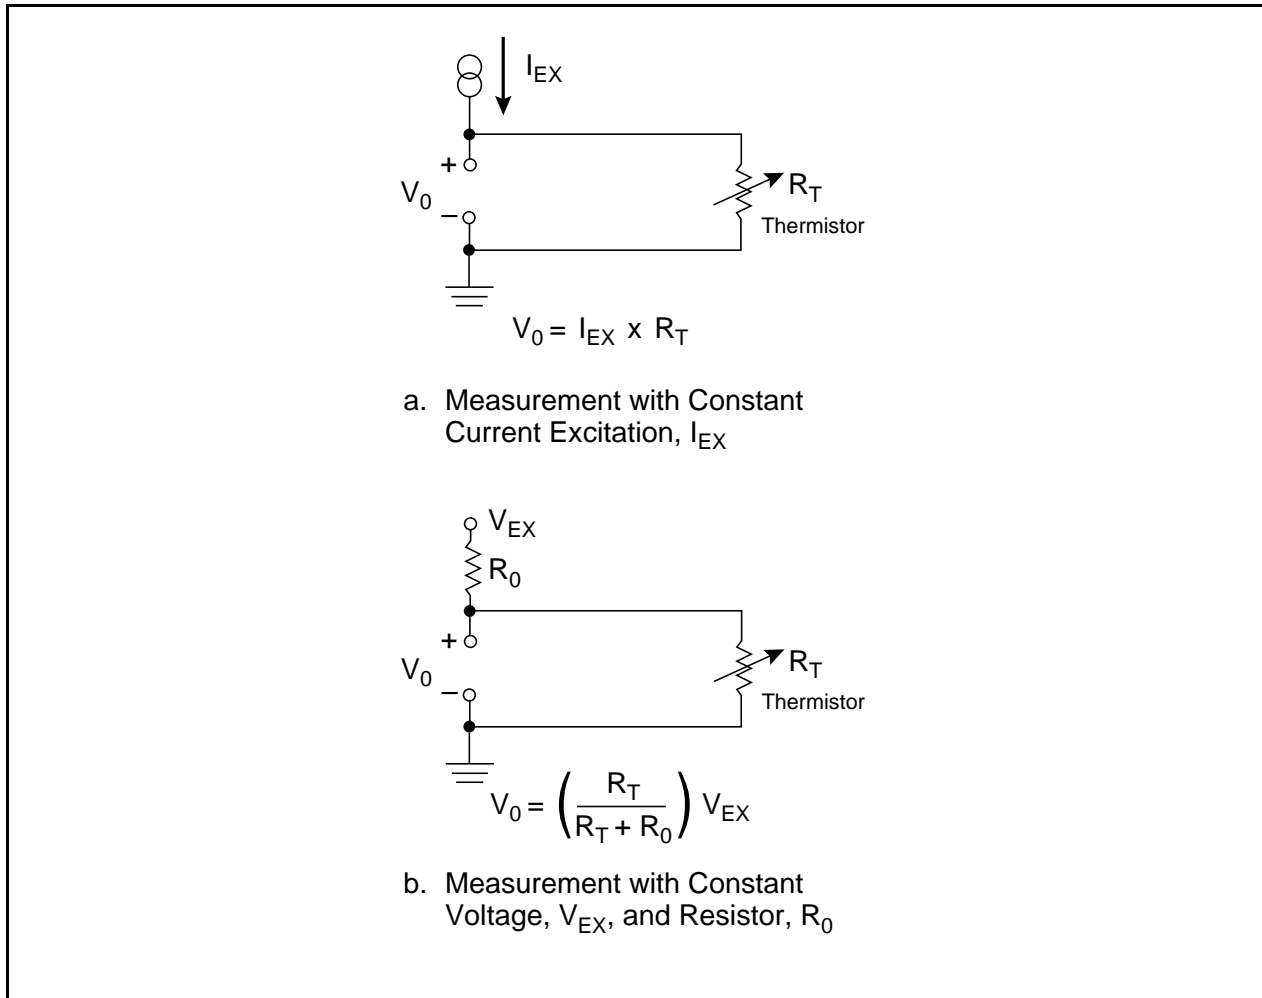 I_EX
+
V_0
–
R_T
Thermistor
V_0 = I_EX x R_T
a. Measurement with Constant
Current Excitation, I_EX
V_EX
R_0
+
V_0
–
R_T
Thermistor
V_0 = (R_T / (R_T + R_0)) V_EX
b. Measurement with Constant
Voltage, V_EX, and Resistor, R_0